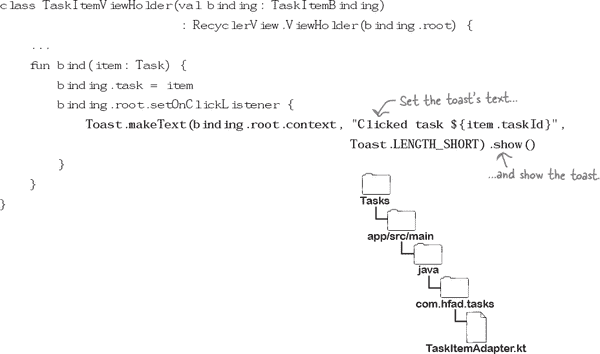 class TaskItemViewHolder(val binding: TaskItemBinding)
: RecyclerView.ViewHolder(binding.root) {
...
fun bind(item: Task) {
binding.task = item
binding.root.setOnClickListener {
Set the toast's text...
Toast.makeText(binding.root.context, "Clicked task ${item.taskId}",
Toast.LENGTH_SHORT).show()
...and show the toast.
}
}
}
Tasks
app/src/main
java
com.hfad.tasks
TaskItemAdapter.kt